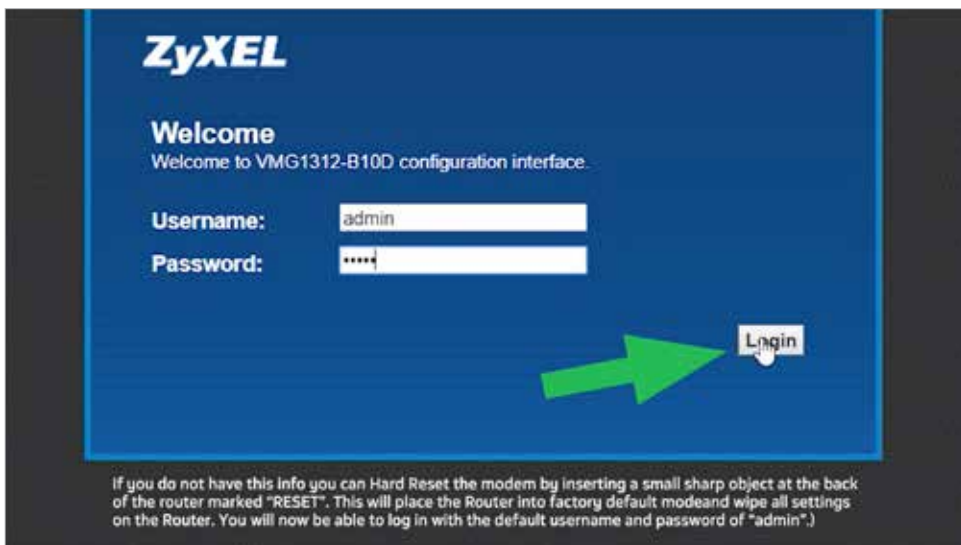 ZyXEL
Welcome
Welcome to VMG1312-B10D configuration interface.
Username:
admin
Password:
•••••
Login
If you do not have this info you can Hard Reset the modem by inserting a small sharp object at the back
of the router marked "RESET". This will place the Router into factory default modeand wipe all settings
on the Router. You will now be able to log in with the default username and password of "admin".)